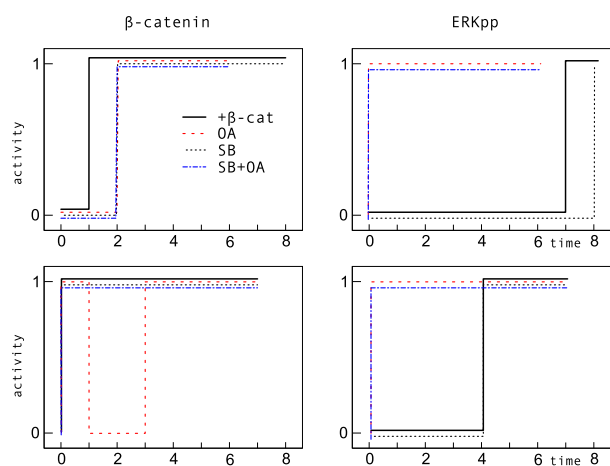 β-catenin ERKpp
activity
1
0
+β-cat
OA
SB
SB+OA
0 2 4 6 8
1
0
0 2 4 6 time 8
activity
1
0
0 2 4 6 8
1
0
0 2 4 6 time 8